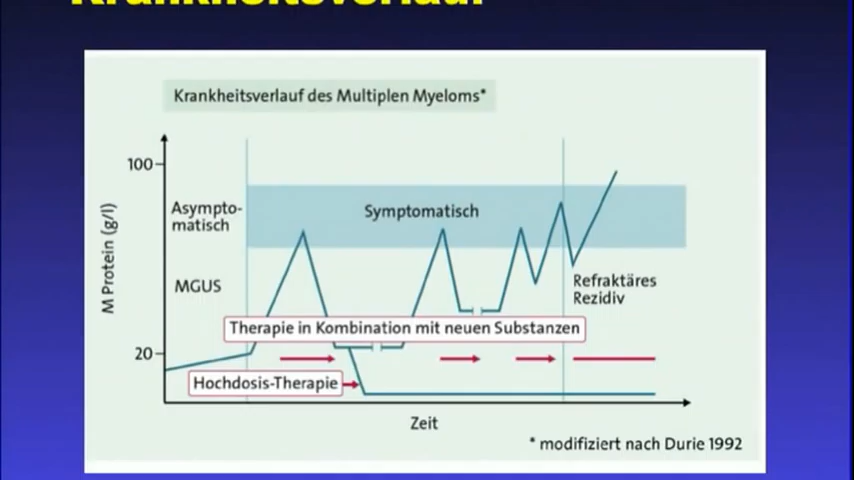 Krankheitsverlauf
Krankheitsverlauf des Multiplen Myeloms*
100
Asympto-
matisch
Symptomatisch
M Protein (g/l)
MGUS
Refraktäres
Rezidiv
Therapie in Kombination mit neuen Substanzen
20
Hochdosis-Therapie
Zeit
* modifiziert nach Durie 1992